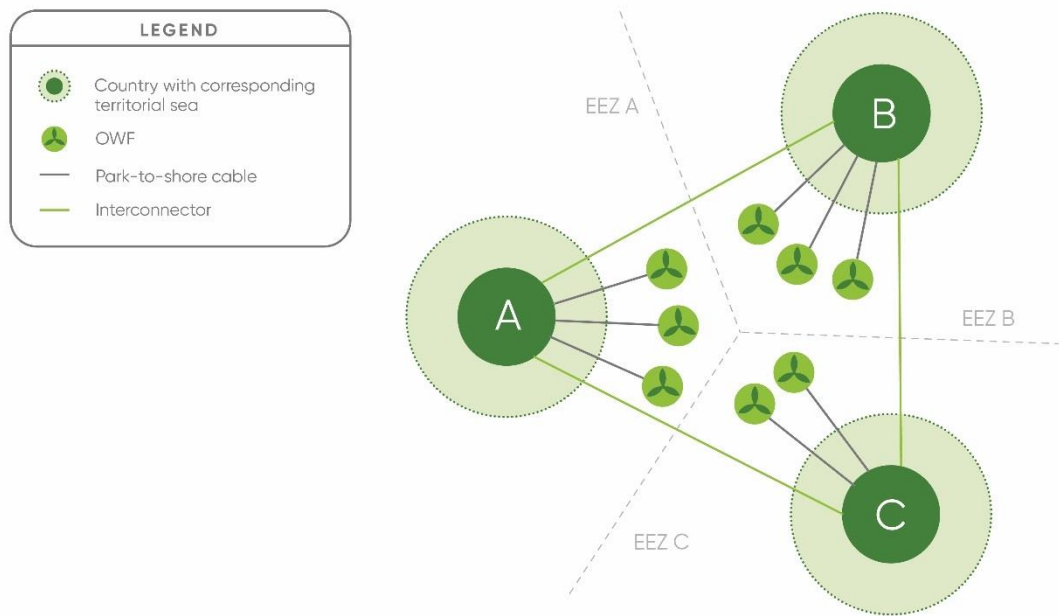 LEGEND
Country with corresponding
territorial sea
OWF
Park-to-shore cable
Interconnector
EEZ A
B
A
EEZ B
EEZ C
C